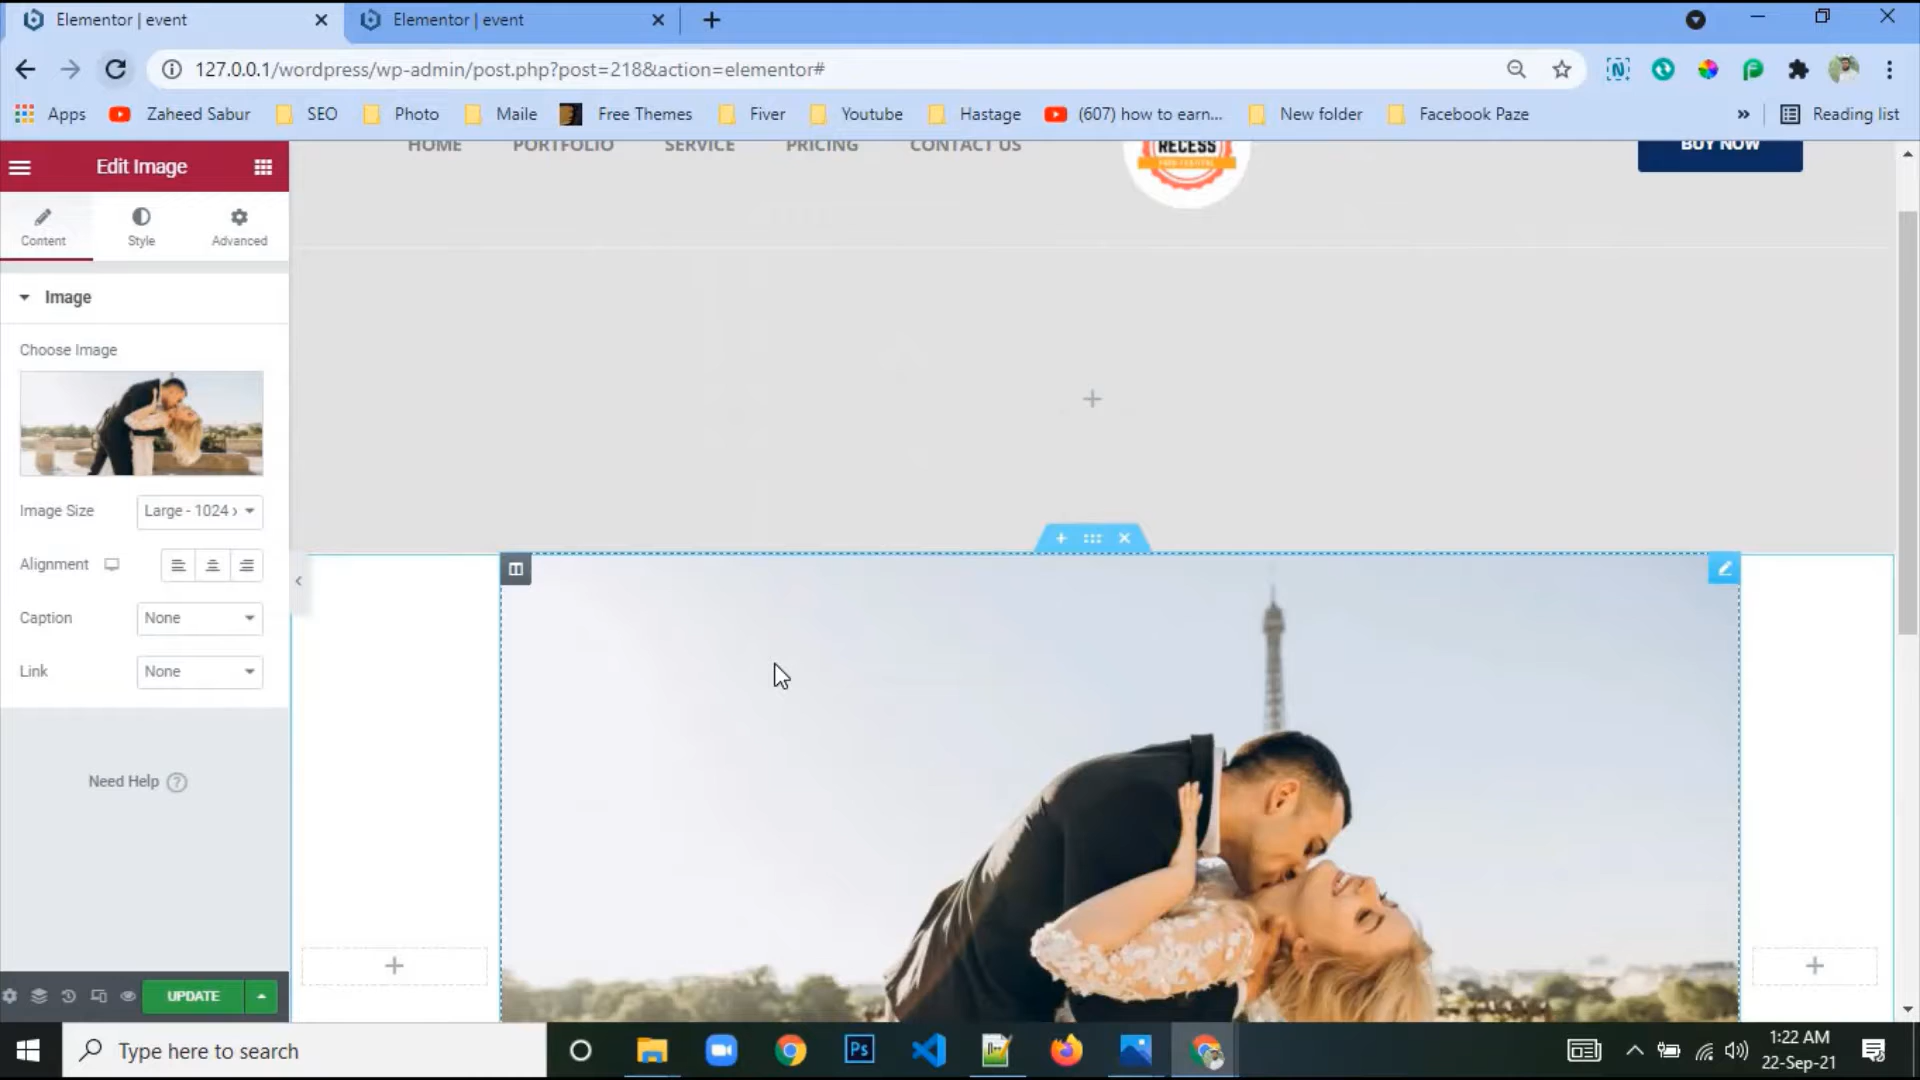 Elementor | event
Elementor | event
127.0.0.1/wordpress/wp-admin/post.php?post=218&action=elementor#
Apps
Zaheed Sabur
SEO
Photo
Maile
Free Themes
Fiver
Youtube
Hastage
(607) how to earn...
New folder
Facebook Paze
»
Reading list
Edit Image
HOME
PORTFOLIO
SERVICE
PRICING
CONTACT US
RECESS
BUY NOW
Content
Style
Advanced
Image
Choose Image
Image Size
Large - 1024 x
Alignment
Caption
None
Link
None
Need Help ?
UPDATE
Type here to search
Ps
1:22 AM
22-Sep-21